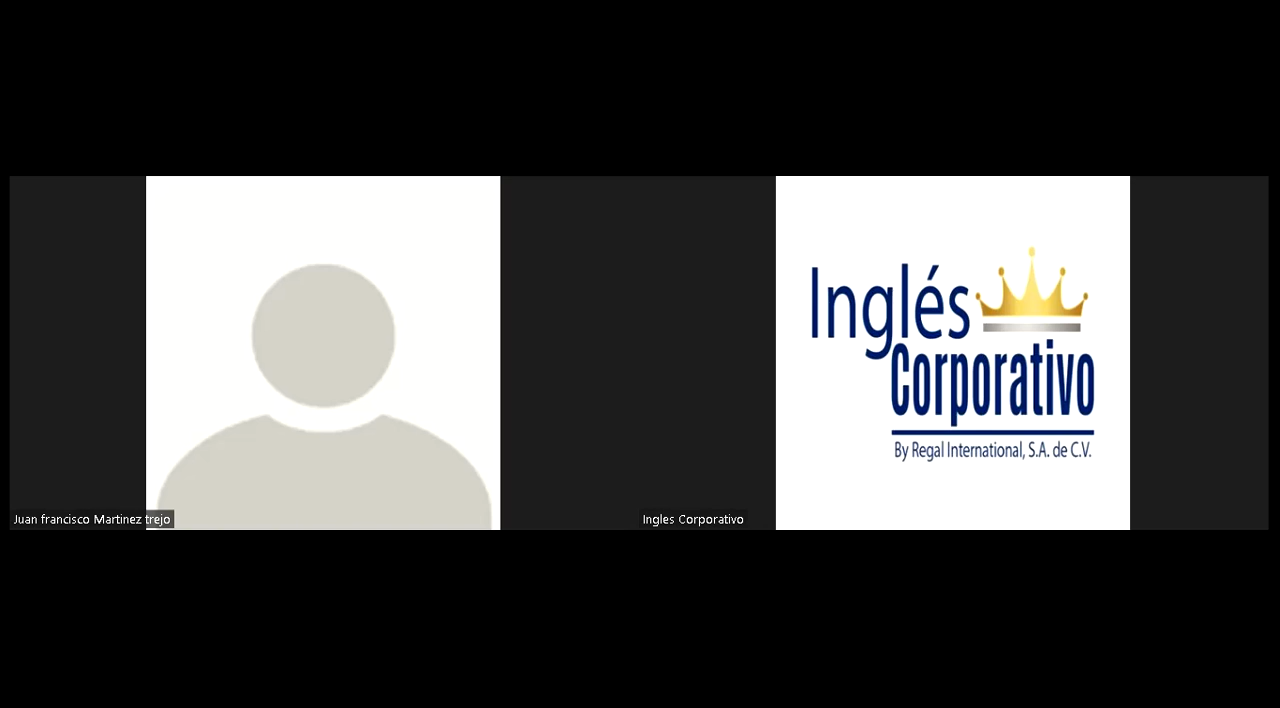 Inglés
Corporativo
By Regal International, S.A. de C.V.
Juan francisco Martinez trejo
Ingles Corporativo